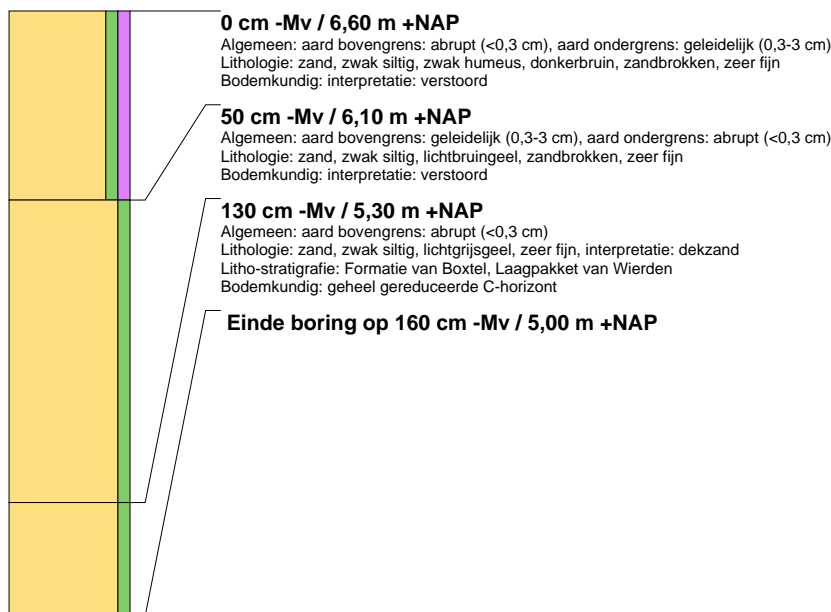 0 cm -Mv / 6,60 m +NAP
Algemeen: aard bovengrens: abrupt (<0,3 cm), aard ondergrens: geleidelijk (0,3-3 cm)
Lithologie: zand, zwak siltig, zwak humeus, donkerbruin, zandbrokken, zeer fijn
Bodemkundig: interpretatie: verstoord
50 cm -Mv / 6,10 m +NAP
Algemeen: aard bovengrens: geleidelijk (0,3-3 cm), aard ondergrens: abrupt (<0,3 cm)
Lithologie: zand, zwak siltig, lichtbruingeel, zandbrokken, zeer fijn
Bodemkundig: interpretatie: verstoord
130 cm -Mv / 5,30 m +NAP
Algemeen: aard bovengrens: abrupt (<0,3 cm)
Lithologie: zand, zwak siltig, lichtgrijsgeel, zeer fijn, interpretatie: dekzand
Litho-stratigrafie: Formatie van Boxtel, Laagpakket van Wierden
Bodemkundig: geheel gereduceerde C-horizont
Einde boring op 160 cm -Mv / 5,00 m +NAP